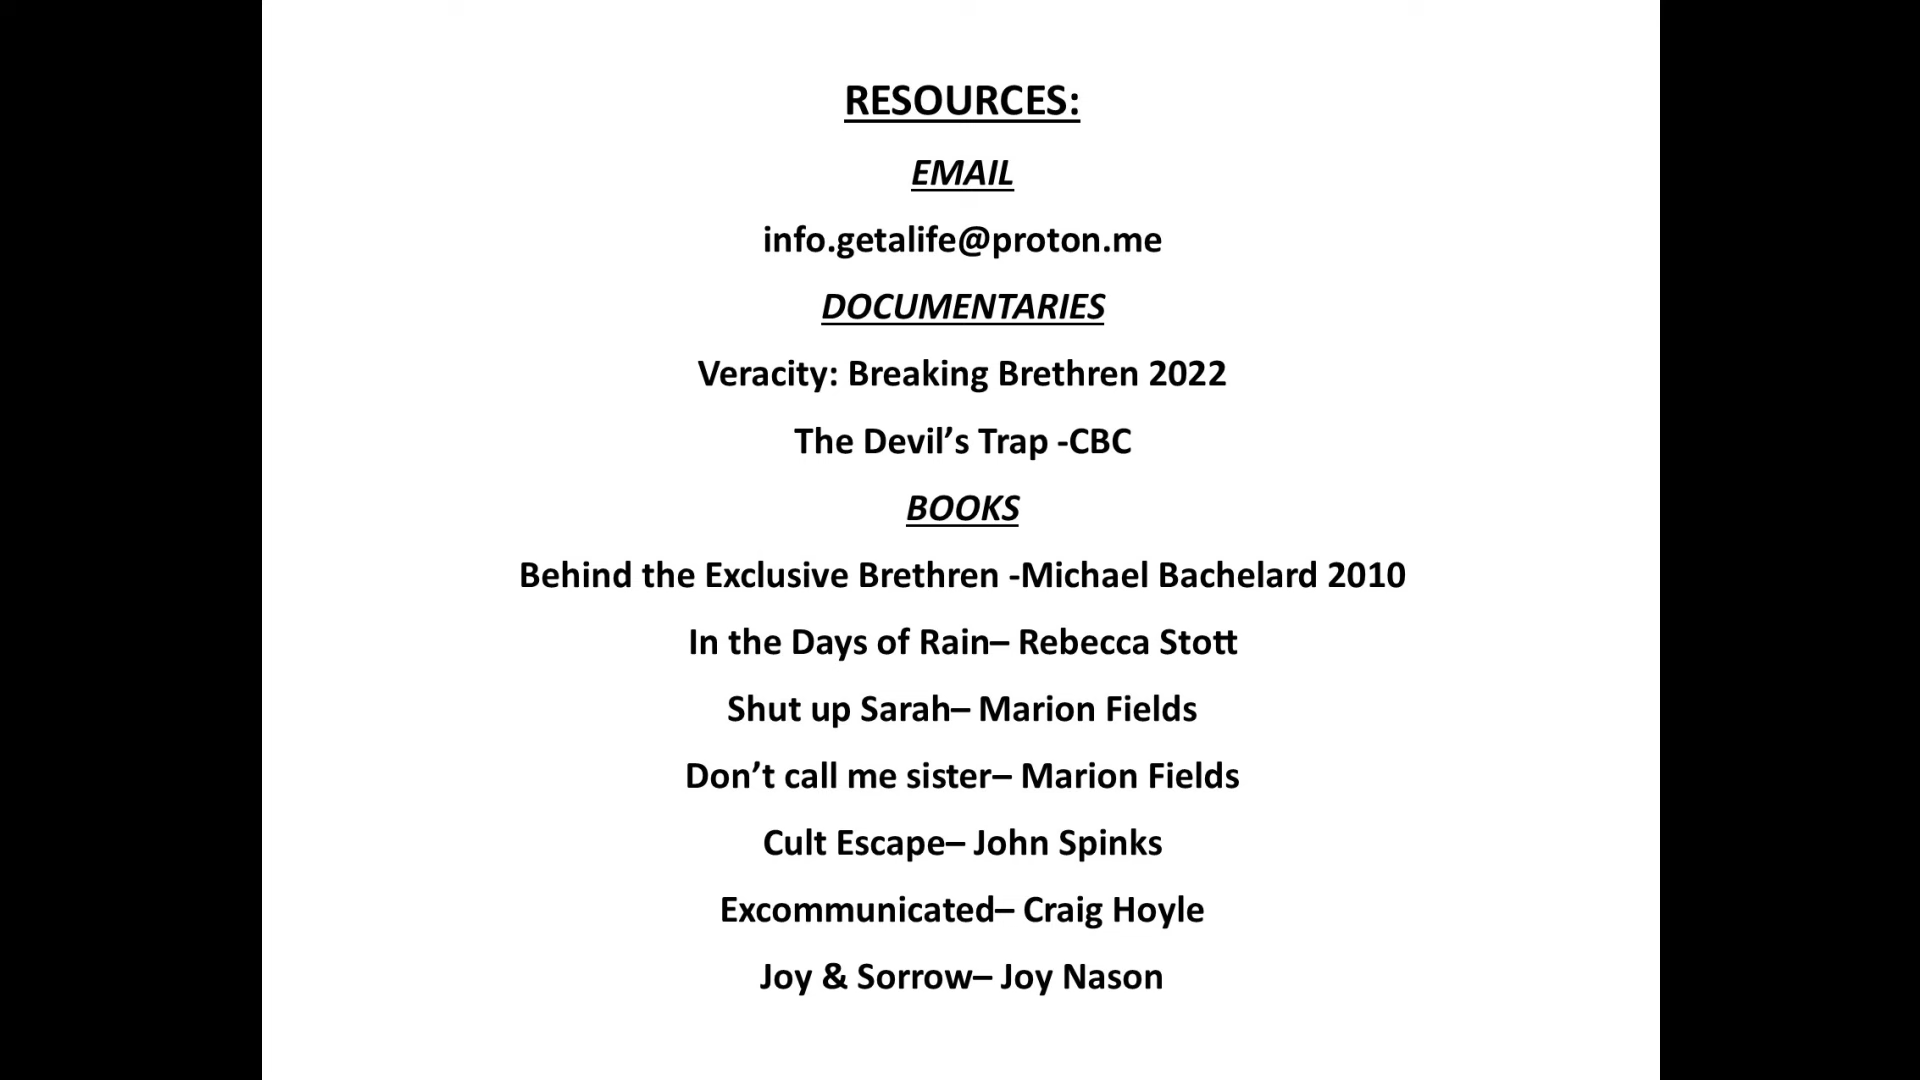 RESOURCES:
EMAIL
info.getalife@proton.me
DOCUMENTARIES
Veracity: Breaking Brethren 2022
The Devil’s Trap -CBC
BOOKS
Behind the Exclusive Brethren -Michael Bachelard 2010
In the Days of Rain– Rebecca Stott
Shut up Sarah– Marion Fields
Don’t call me sister– Marion Fields
Cult Escape– John Spinks
Excommunicated– Craig Hoyle
Joy & Sorrow– Joy Nason